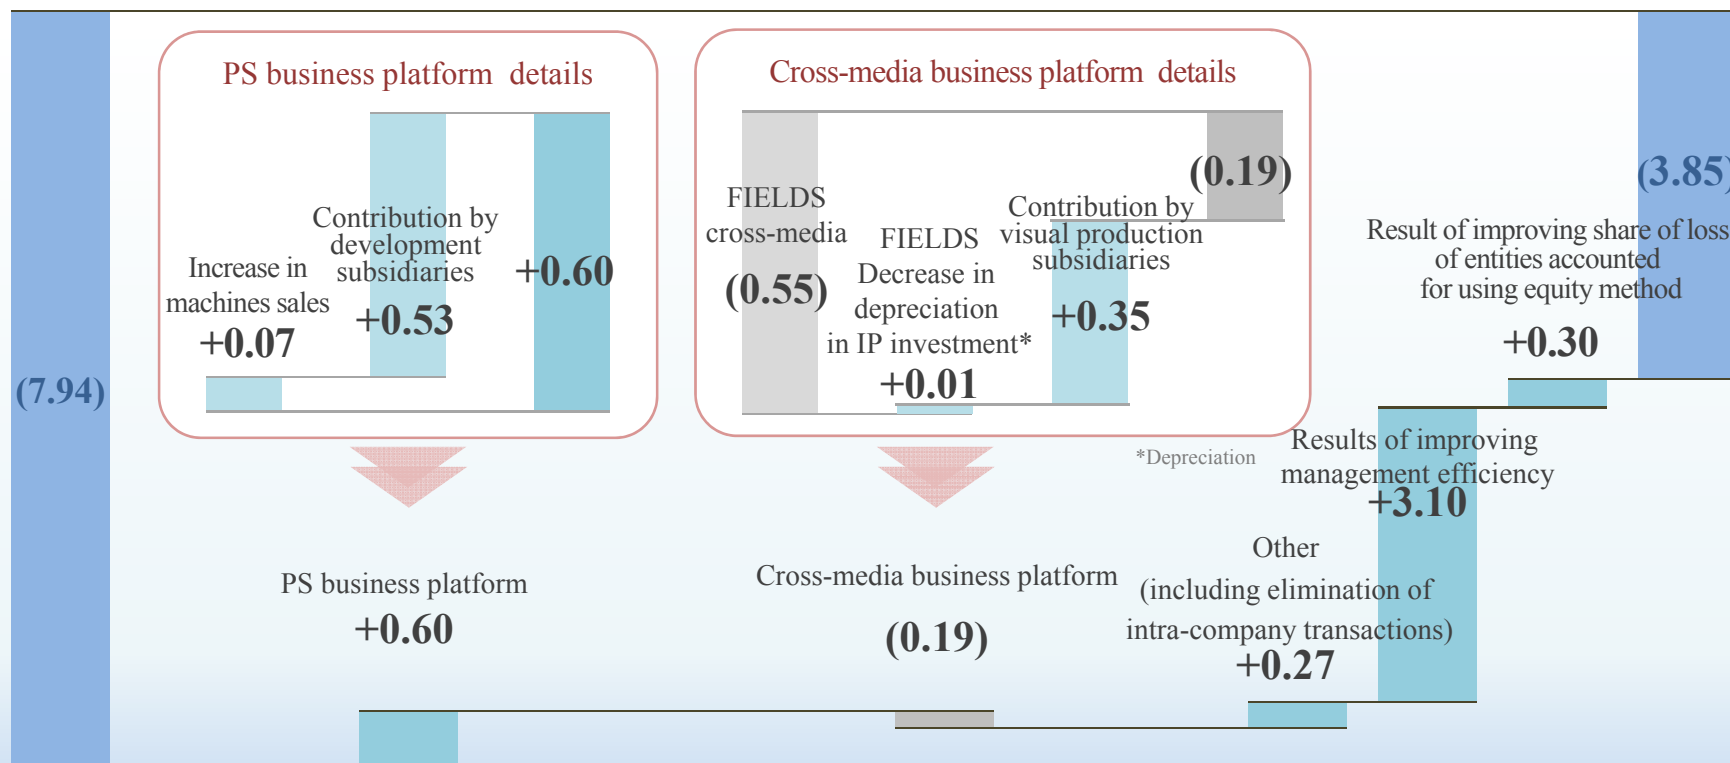 PS business platform details
Increase in
machines sales
+0.07
Contribution by
development
subsidiaries
+0.53
+0.60
Cross-media business platform details
FIELDS
cross-media
(0.55)
FIELDS
Decrease in
depreciation
in IP investment*
+0.01
Contribution by
visual production
subsidiaries
+0.35
(0.19)
*Depreciation
(7.94)
PS business platform
+0.60
Cross-media business platform
(0.19)
Other
(including elimination of
intra-company transactions)
+0.27
Results of improving
management efficiency
+3.10
Result of improving share of loss
of entities accounted
for using equity method
+0.30
(3.85)